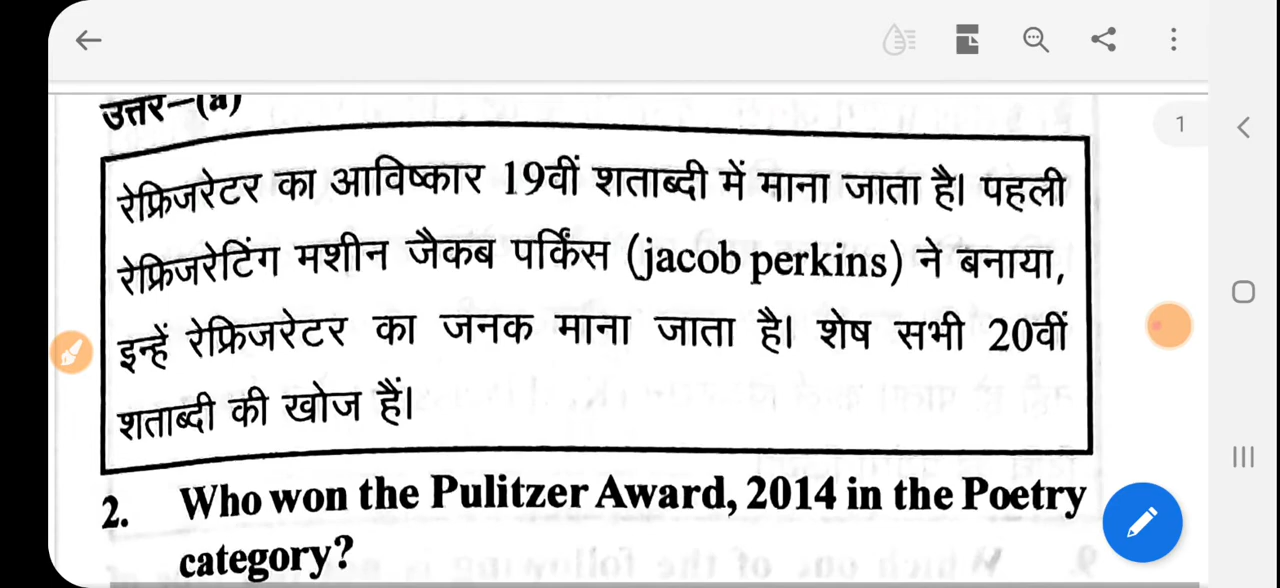 1
उत्तर–(a)
रेफ्रिजरेटर का आविष्कार 19वीं शताब्दी में माना जाता है। पहली
रेफ्रिजरेटिंग मशीन जैकब पर्किंस (jacob perkins) ने बनाया,
इन्हें रेफ्रिजरेटर का जनक माना जाता है। शेष सभी 20वीं
शताब्दी की खोज हैं।
2. Who won the Pulitzer Award, 2014 in the Poetry
category?